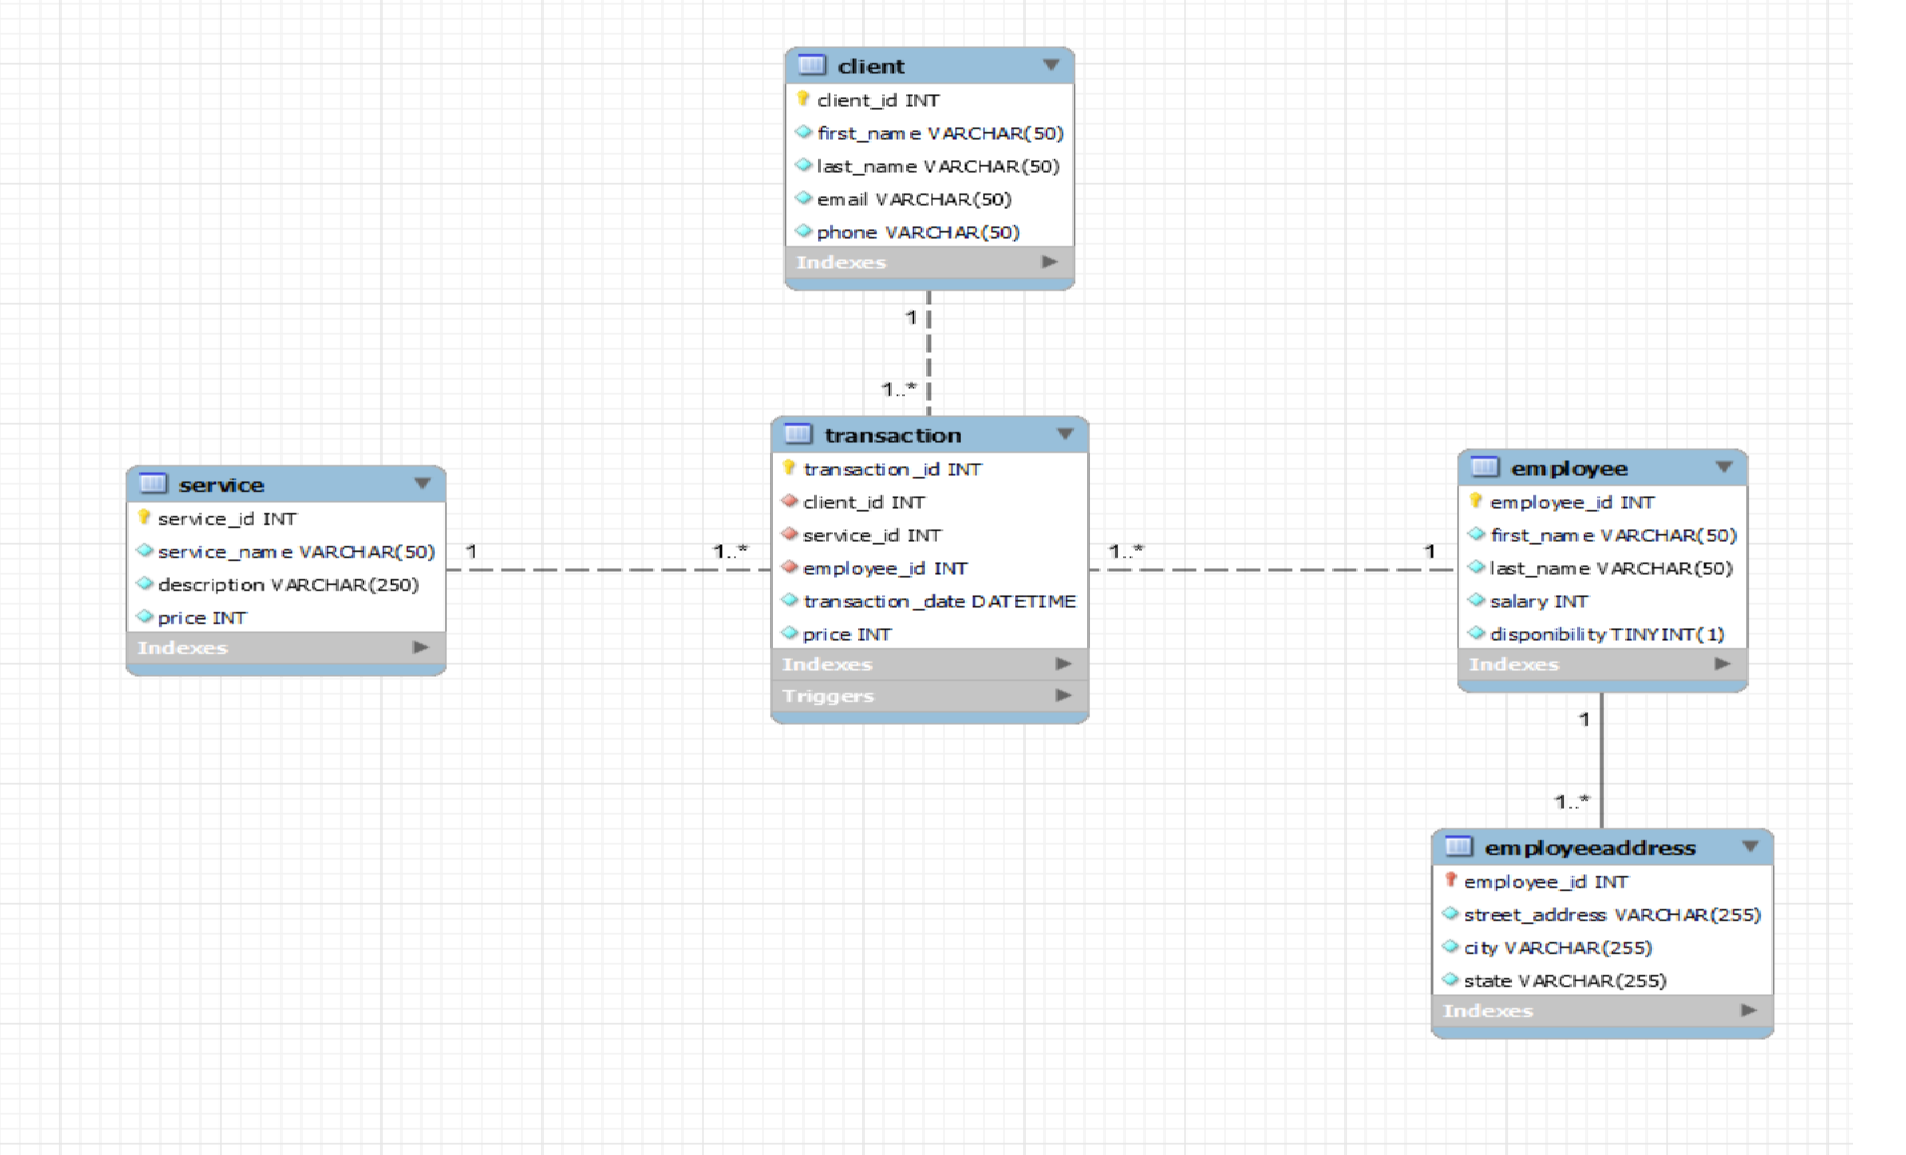 client
client_id INT
first_name VARCHAR(50)
last_name VARCHAR(50)
email VARCHAR(50)
phone VARCHAR(50)
Indexes
1
1..*
transaction
transaction_id INT
client_id INT
service_id INT
employee_id INT
transaction_date DATETIME
price INT
Indexes
Triggers
service
service_id INT
service_name VARCHAR(50)
description VARCHAR(250)
price INT
Indexes
1
1..*
1..*
1
employee
employee_id INT
first_name VARCHAR(50)
last_name VARCHAR(50)
salary INT
disponibility TINYINT(1)
Indexes
1
1..*
employeeaddress
employee_id INT
street_address VARCHAR(255)
city VARCHAR(255)
state VARCHAR(255)
Indexes